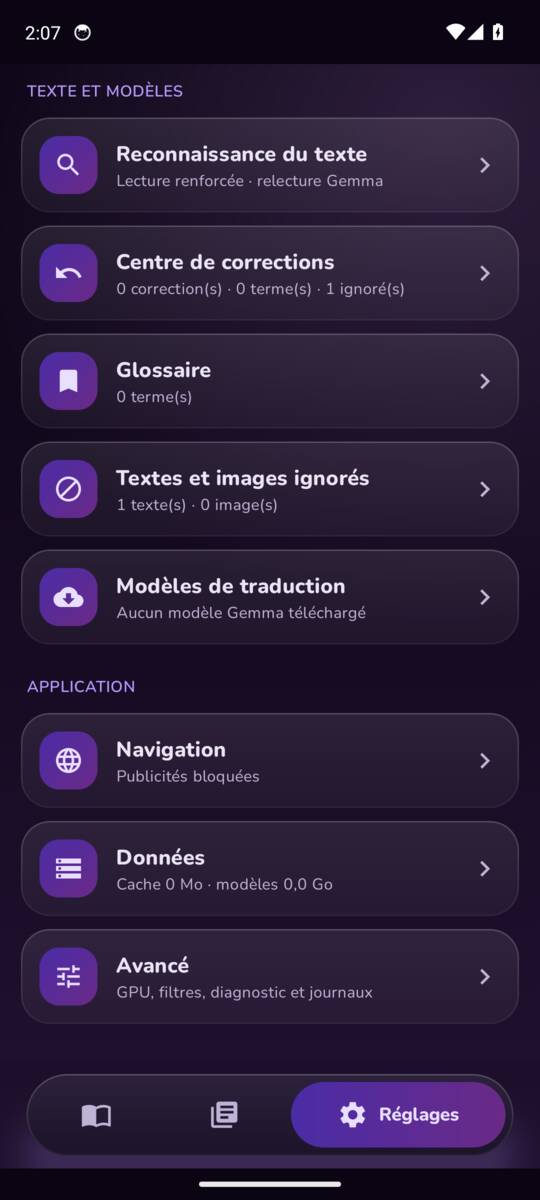 2:07
TEXTE ET MODÈLES
Reconnaissance du texte
Lecture renforcée · relecture Gemma
Centre de corrections
0 correction(s) · 0 terme(s) · 1 ignoré(s)
Glossaire
0 terme(s)
Textes et images ignorés
1 texte(s) · 0 image(s)
Modèles de traduction
Aucun modèle Gemma téléchargé
APPLICATION
Navigation
Publicités bloquées
Données
Cache 0 Mo · modèles 0,0 Go
Avancé
GPU, filtres, diagnostic et journaux
Réglages